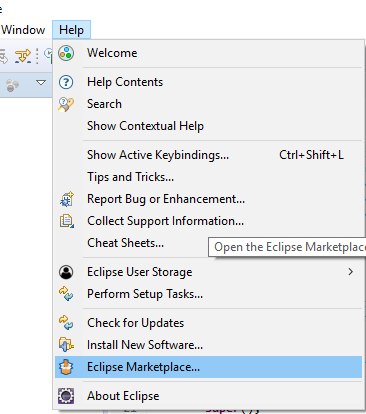 Window Help
Welcome
Help Contents
Search
Show Contextual Help
Show Active Keybindings... Ctrl+Shift+L
Tips and Tricks...
Report Bug or Enhancement...
Collect Support Information...
Cheat Sheets...
Open the Eclipse Marketplace
Eclipse User Storage
Perform Setup Tasks...
Check for Updates
Install New Software...
Eclipse Marketplace...
About Eclipse